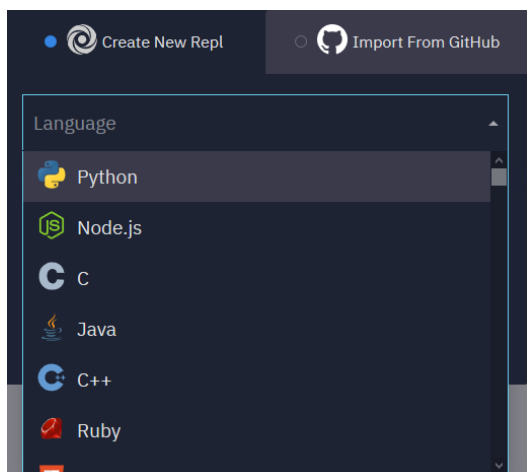 Create New Repl
Import From GitHub
Language
Python
Node.js
C
Java
C++
Ruby